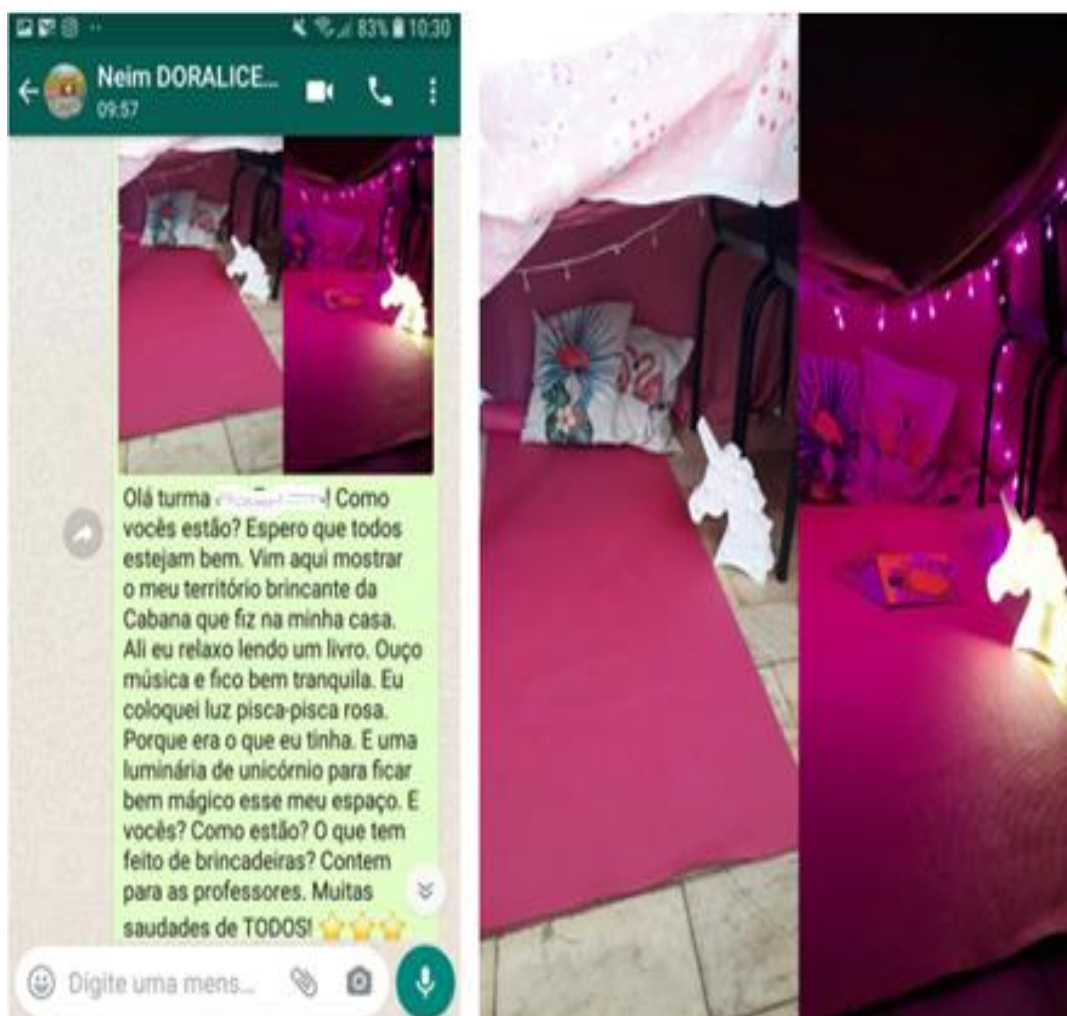 83% 10:30
Neim DORALICE...
09:57
Olá turma ! Como
vocês estão? Espero que todos
estejam bem. Vim aqui mostrar
o meu território brincante da
Cabana que fiz na minha casa.
Ali eu relaxo lendo um livro. Ouço
música e fico bem tranquila. Eu
coloquei luz pisca-pisca rosa.
Porque era o que eu tinha. E uma
luminária de unicórnio para ficar
bem mágico esse meu espaço. E
vocês? Como estão? O que tem
feito de brincadeiras? Contem
para as professores. Muitas
saudades de TODOS!
Digite uma mens...